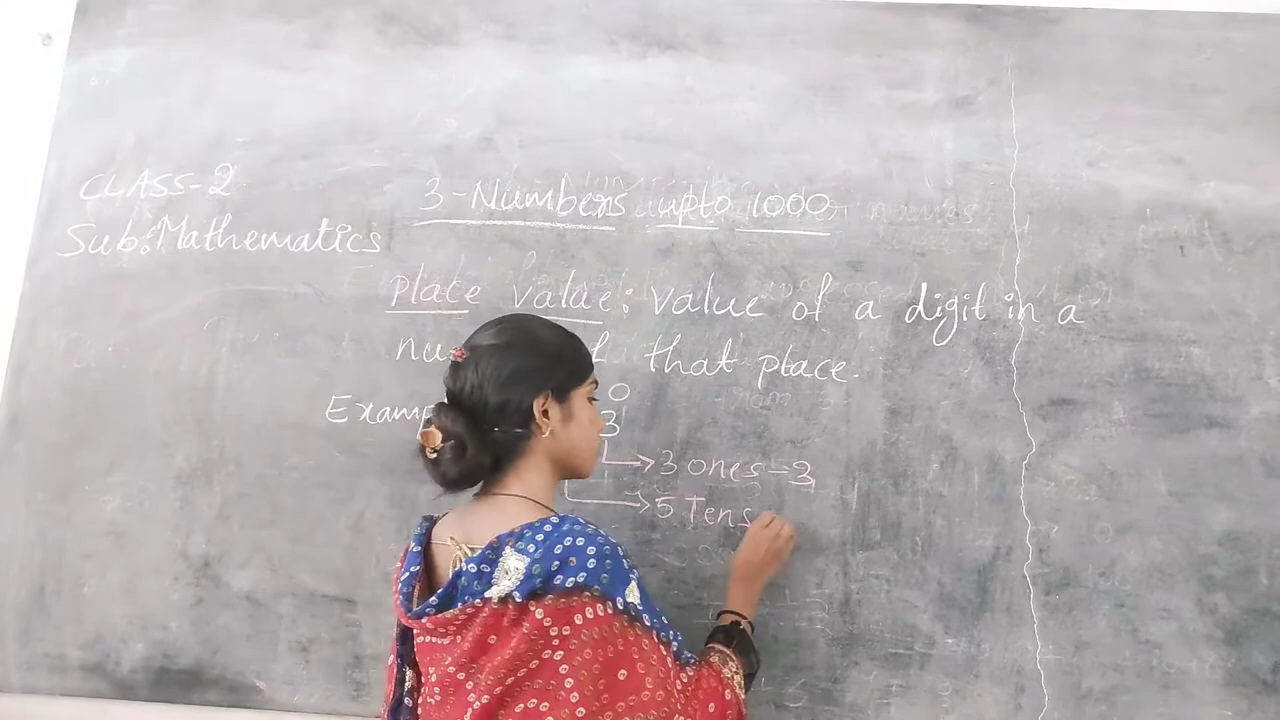 CLASS-2
Sub:Mathematics
3-Numbers upto 1000
Place Value: Value of a digit in a
that place.
O
3
3 ones-3
5 Tens